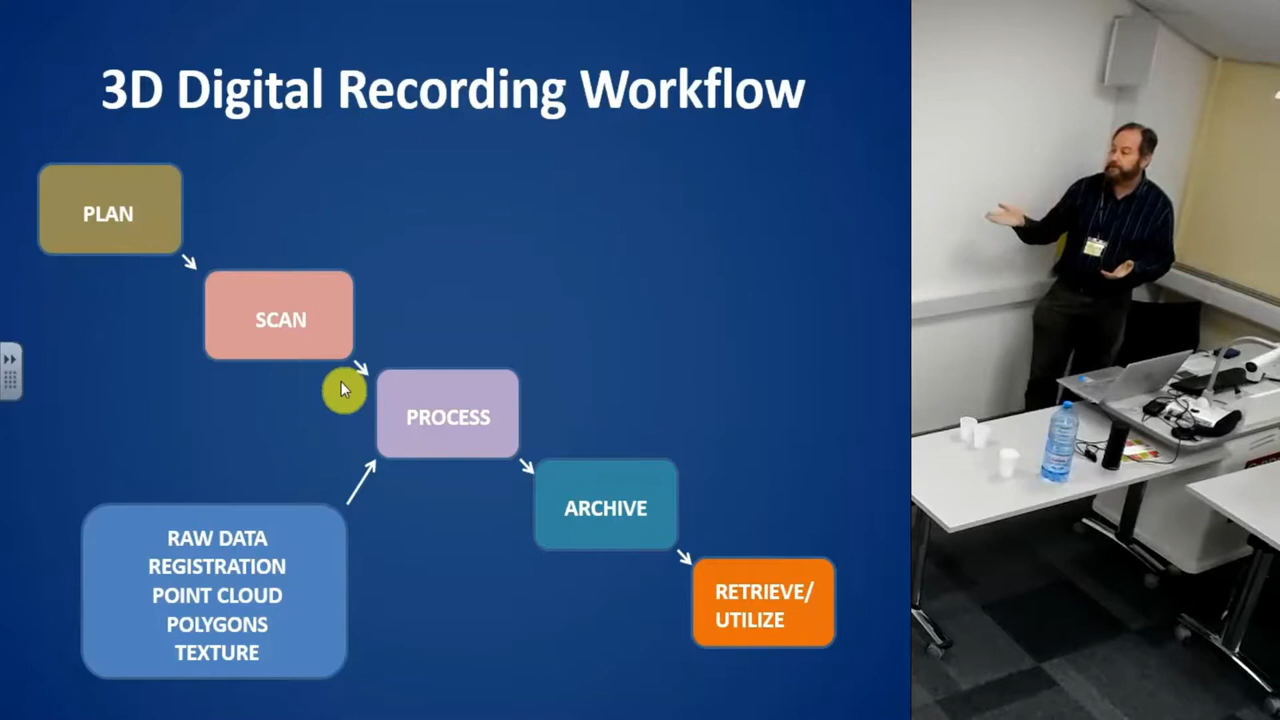 3D Digital Recording Workflow
PLAN
SCAN
PROCESS
ARCHIVE
RETRIEVE/
UTILIZE
RAW DATA
REGISTRATION
POINT CLOUD
POLYGONS
TEXTURE